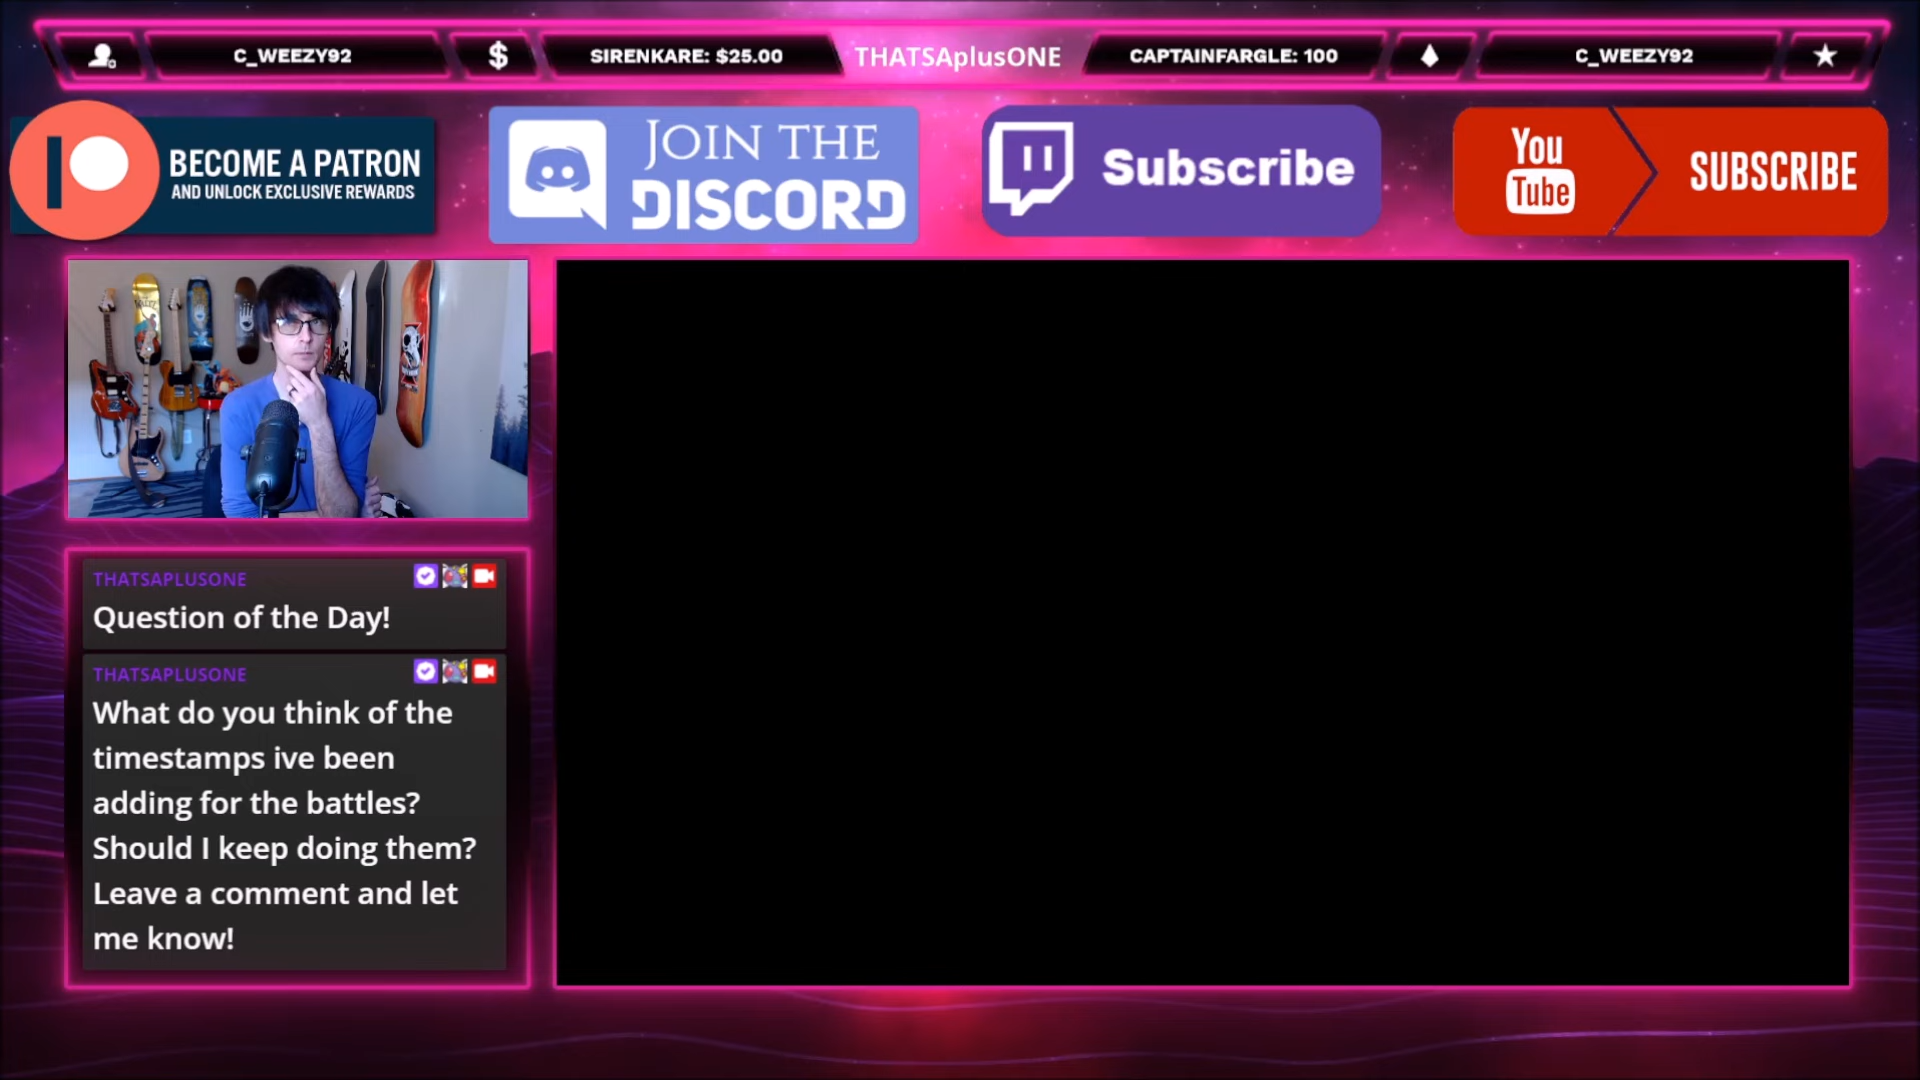 C_WEEZY92
SIRENKARE: $25.00
THATSAplusONE
CAPTAINFARGLE: 100
C_WEEZY92
BECOME A PATRON
AND UNLOCK EXCLUSIVE REWARDS
JOIN THE
DISCORD
Subscribe
You
Tube
SUBSCRIBE
THATSAPLUSONE
Question of the Day!
THATSAPLUSONE
What do you think of the
timestamps ive been
adding for the battles?
Should I keep doing them?
Leave a comment and let
me know!